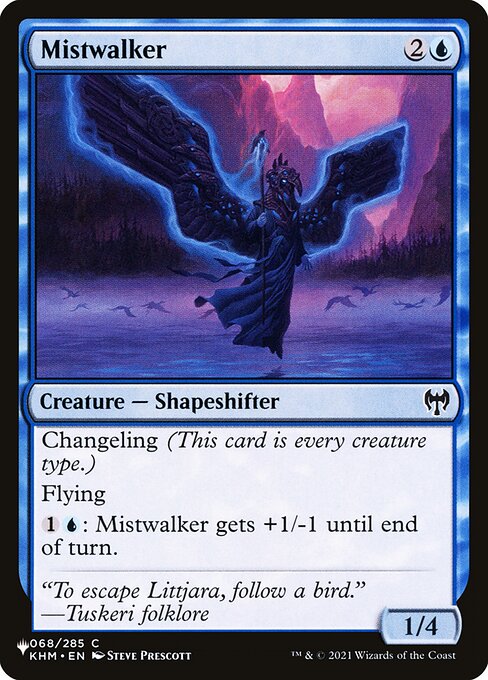 Mistwalker 2
Creature — Shapeshifter
Changeling (This card is every creature
type.)
Flying
1 : Mistwalker gets +1/-1 until end
of turn.
“To escape Littjara, follow a bird.”
—Tuskeri folklore
1/4
068/285 C
KHM • EN STEVE PRESCOTT
™ & © 2021 Wizards of the Coast